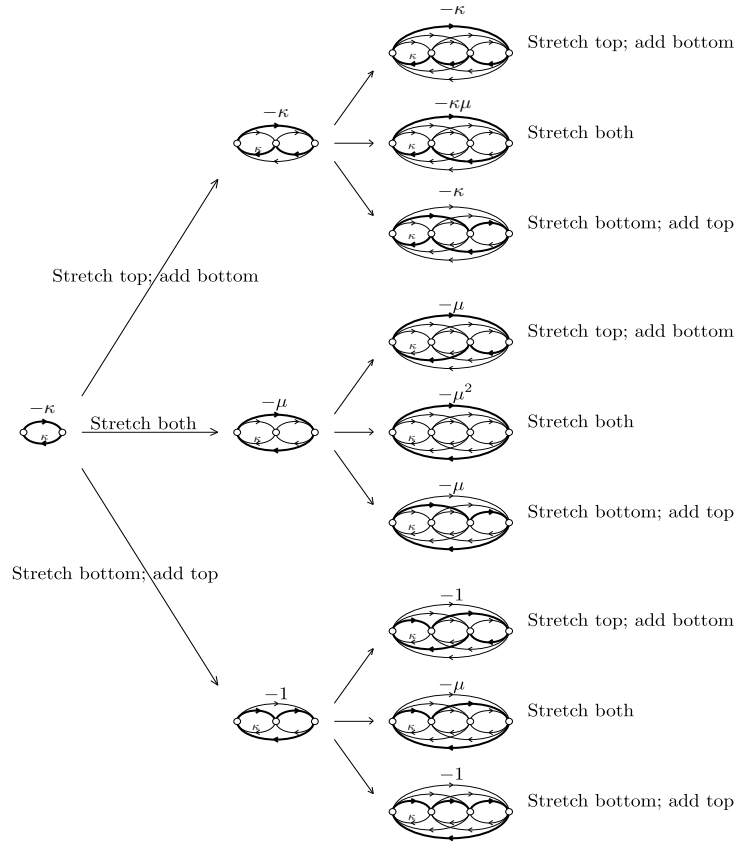 −κ
κ
Stretch top; add bottom
−κμ
κ
Stretch both
−κ
κ
−κ
κ
Stretch bottom; add top
Stretch top; add bottom
−μ
κ
Stretch top; add bottom
−κ
κ
Stretch both
−μ
κ
−μ²
κ
Stretch both
−μ
κ
Stretch bottom; add top
Stretch bottom; add top
−1
κ
Stretch top; add bottom
−1
κ
−μ
κ
Stretch both
−1
κ
Stretch bottom; add top